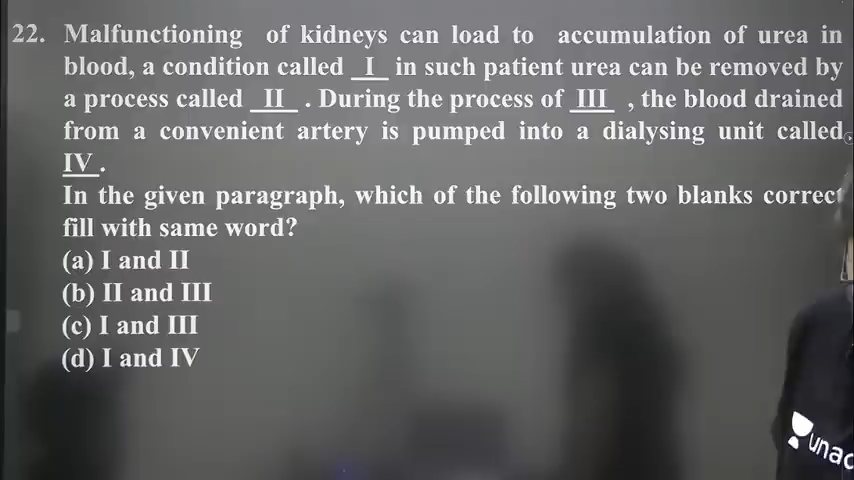 22. Malfunctioning of kidneys can load to accumulation of urea in
blood, a condition called I in such patient urea can be removed by
a process called II . During the process of III , the blood drained
from a convenient artery is pumped into a dialysing unit called
IV .
In the given paragraph, which of the following two blanks correct
fill with same word?
(a) I and II
(b) II and III
(c) I and III
(d) I and IV
unac